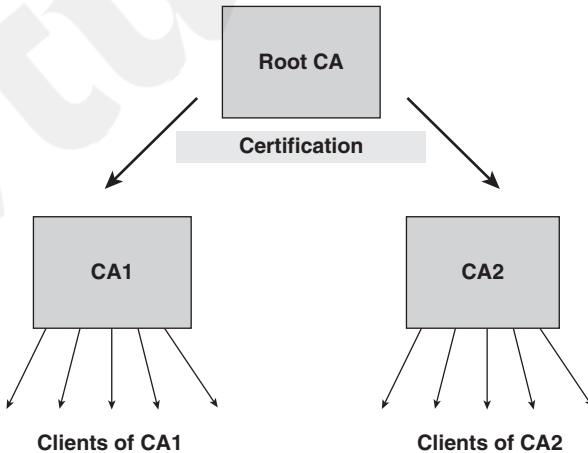 Root CA
Certification
CA1
CA2
Clients of CA1
Clients of CA2